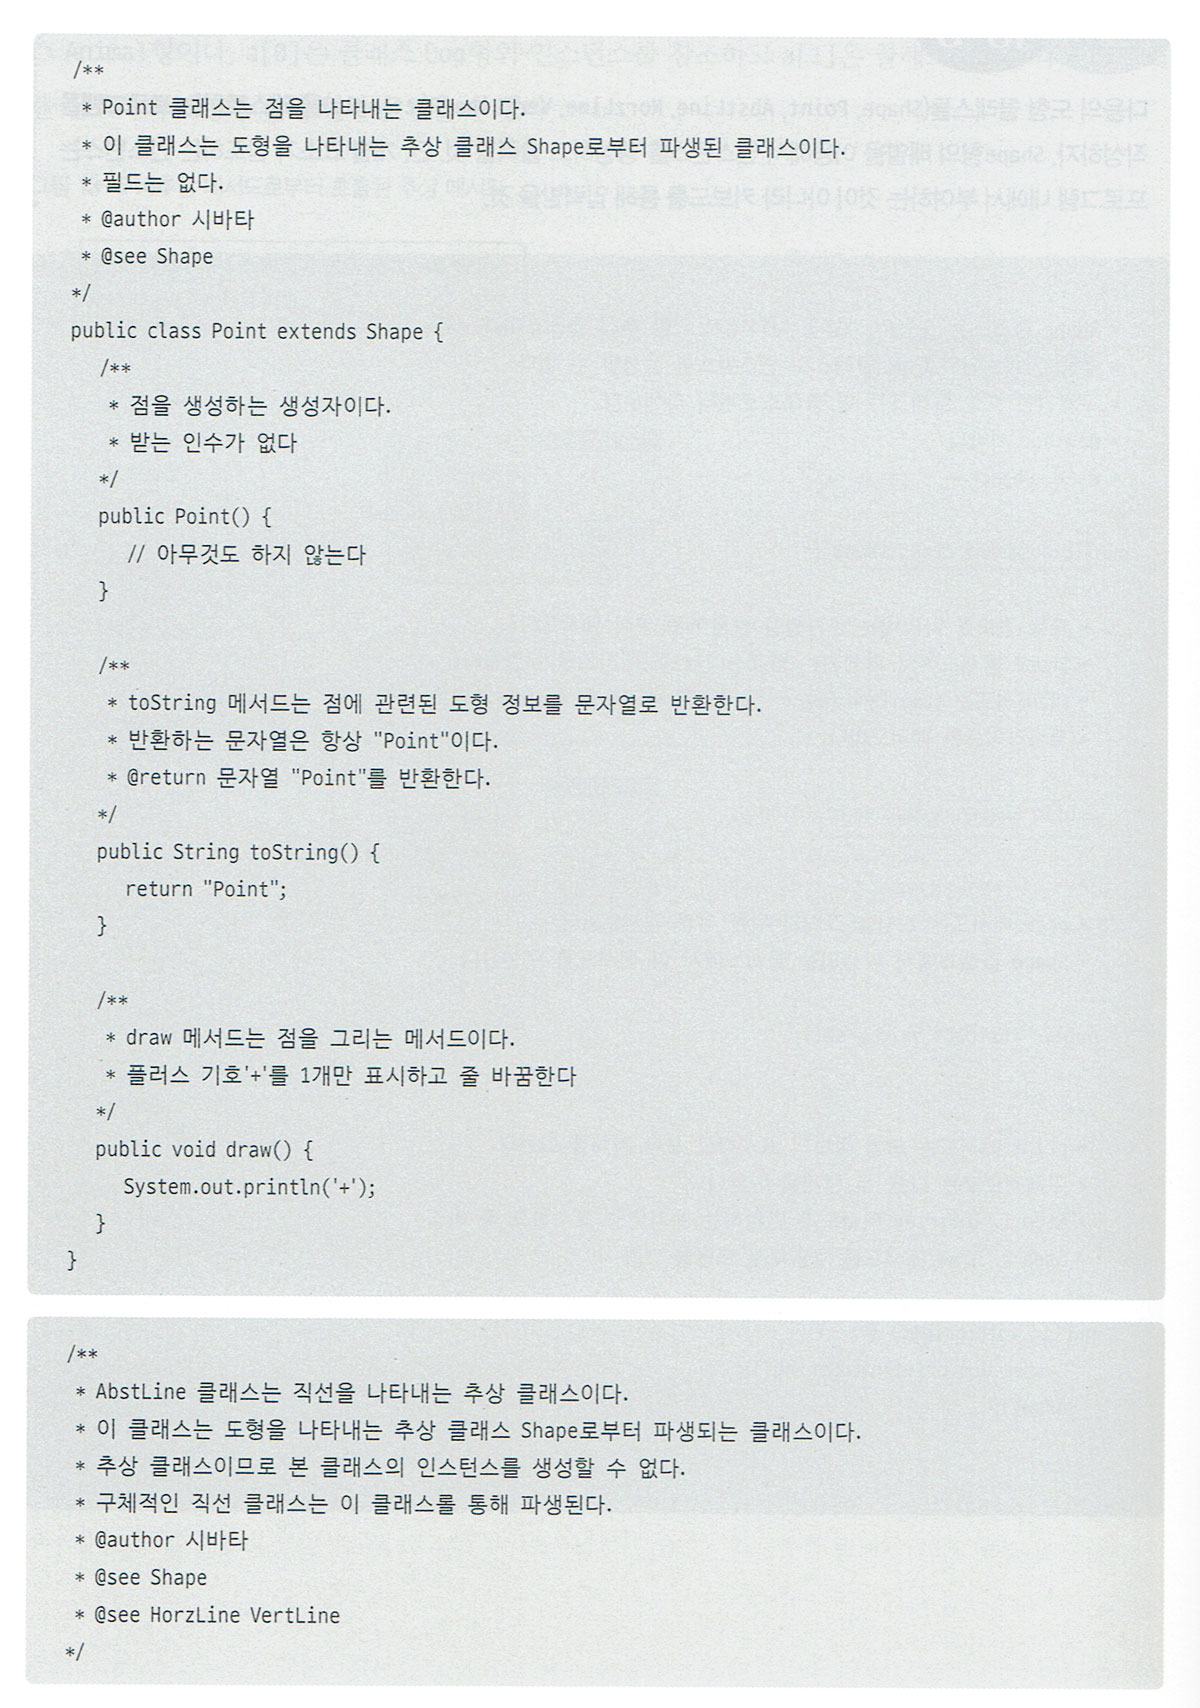 /**
* Point 클래스는 점을 나타내는 클래스이다.
* 이 클래스는 도형을 나타내는 추상 클래스 Shape로부터 파생된 클래스이다.
* 필드는 없다.
* @author 시바타
* @see Shape
*/
public class Point extends Shape {
/**
* 점을 생성하는 생성자이다.
* 받는 인수가 없다
*/
public Point() {
// 아무것도 하지 않는다
}
/**
* toString 메서드는 점에 관련된 도형 정보를 문자열로 반환한다.
* 반환하는 문자열은 항상 "Point"이다.
* @return 문자열 "Point"를 반환한다.
*/
public String toString() {
return "Point";
}
/**
* draw 메서드는 점을 그리는 메서드이다.
* 플러스 기호'+'를 1개만 표시하고 줄 바꿈한다
*/
public void draw() {
System.out.println('+');
}
}
/**
* AbstLine 클래스는 직선을 나타내는 추상 클래스이다.
* 이 클래스는 도형을 나타내는 추상 클래스 Shape로부터 파생되는 클래스이다.
* 추상 클래스이므로 본 클래스의 인스턴스를 생성할 수 없다.
* 구체적인 직선 클래스는 이 클래스롤 통해 파생된다.
* @author 시바타
* @see Shape
* @see HorzLine VertLine
*/